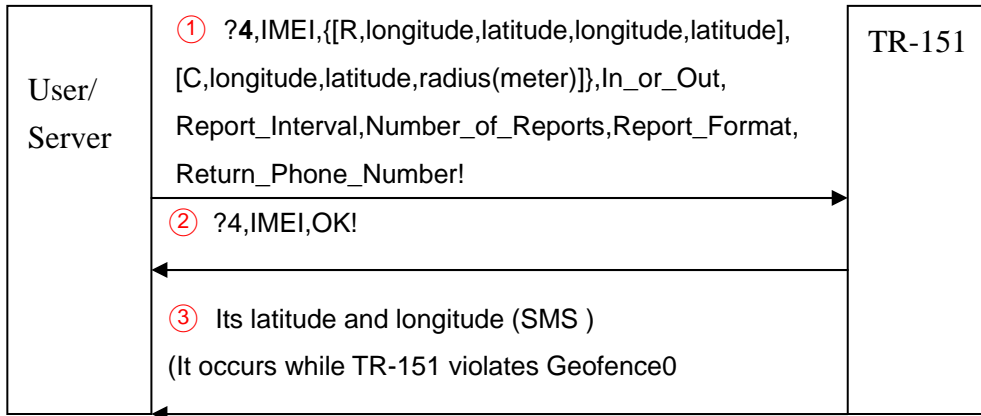 ① ?4,IMEI,{[R,longitude,latitude,longitude,latitude],
[C,longitude,latitude,radius(meter)]},In_or_Out,
Report_Interval,Number_of_Reports,Report_Format,
Return_Phone_Number!
User/
Server
TR-151
② ?4,IMEI,OK!
③ Its latitude and longitude (SMS )
(It occurs while TR-151 violates Geofence0